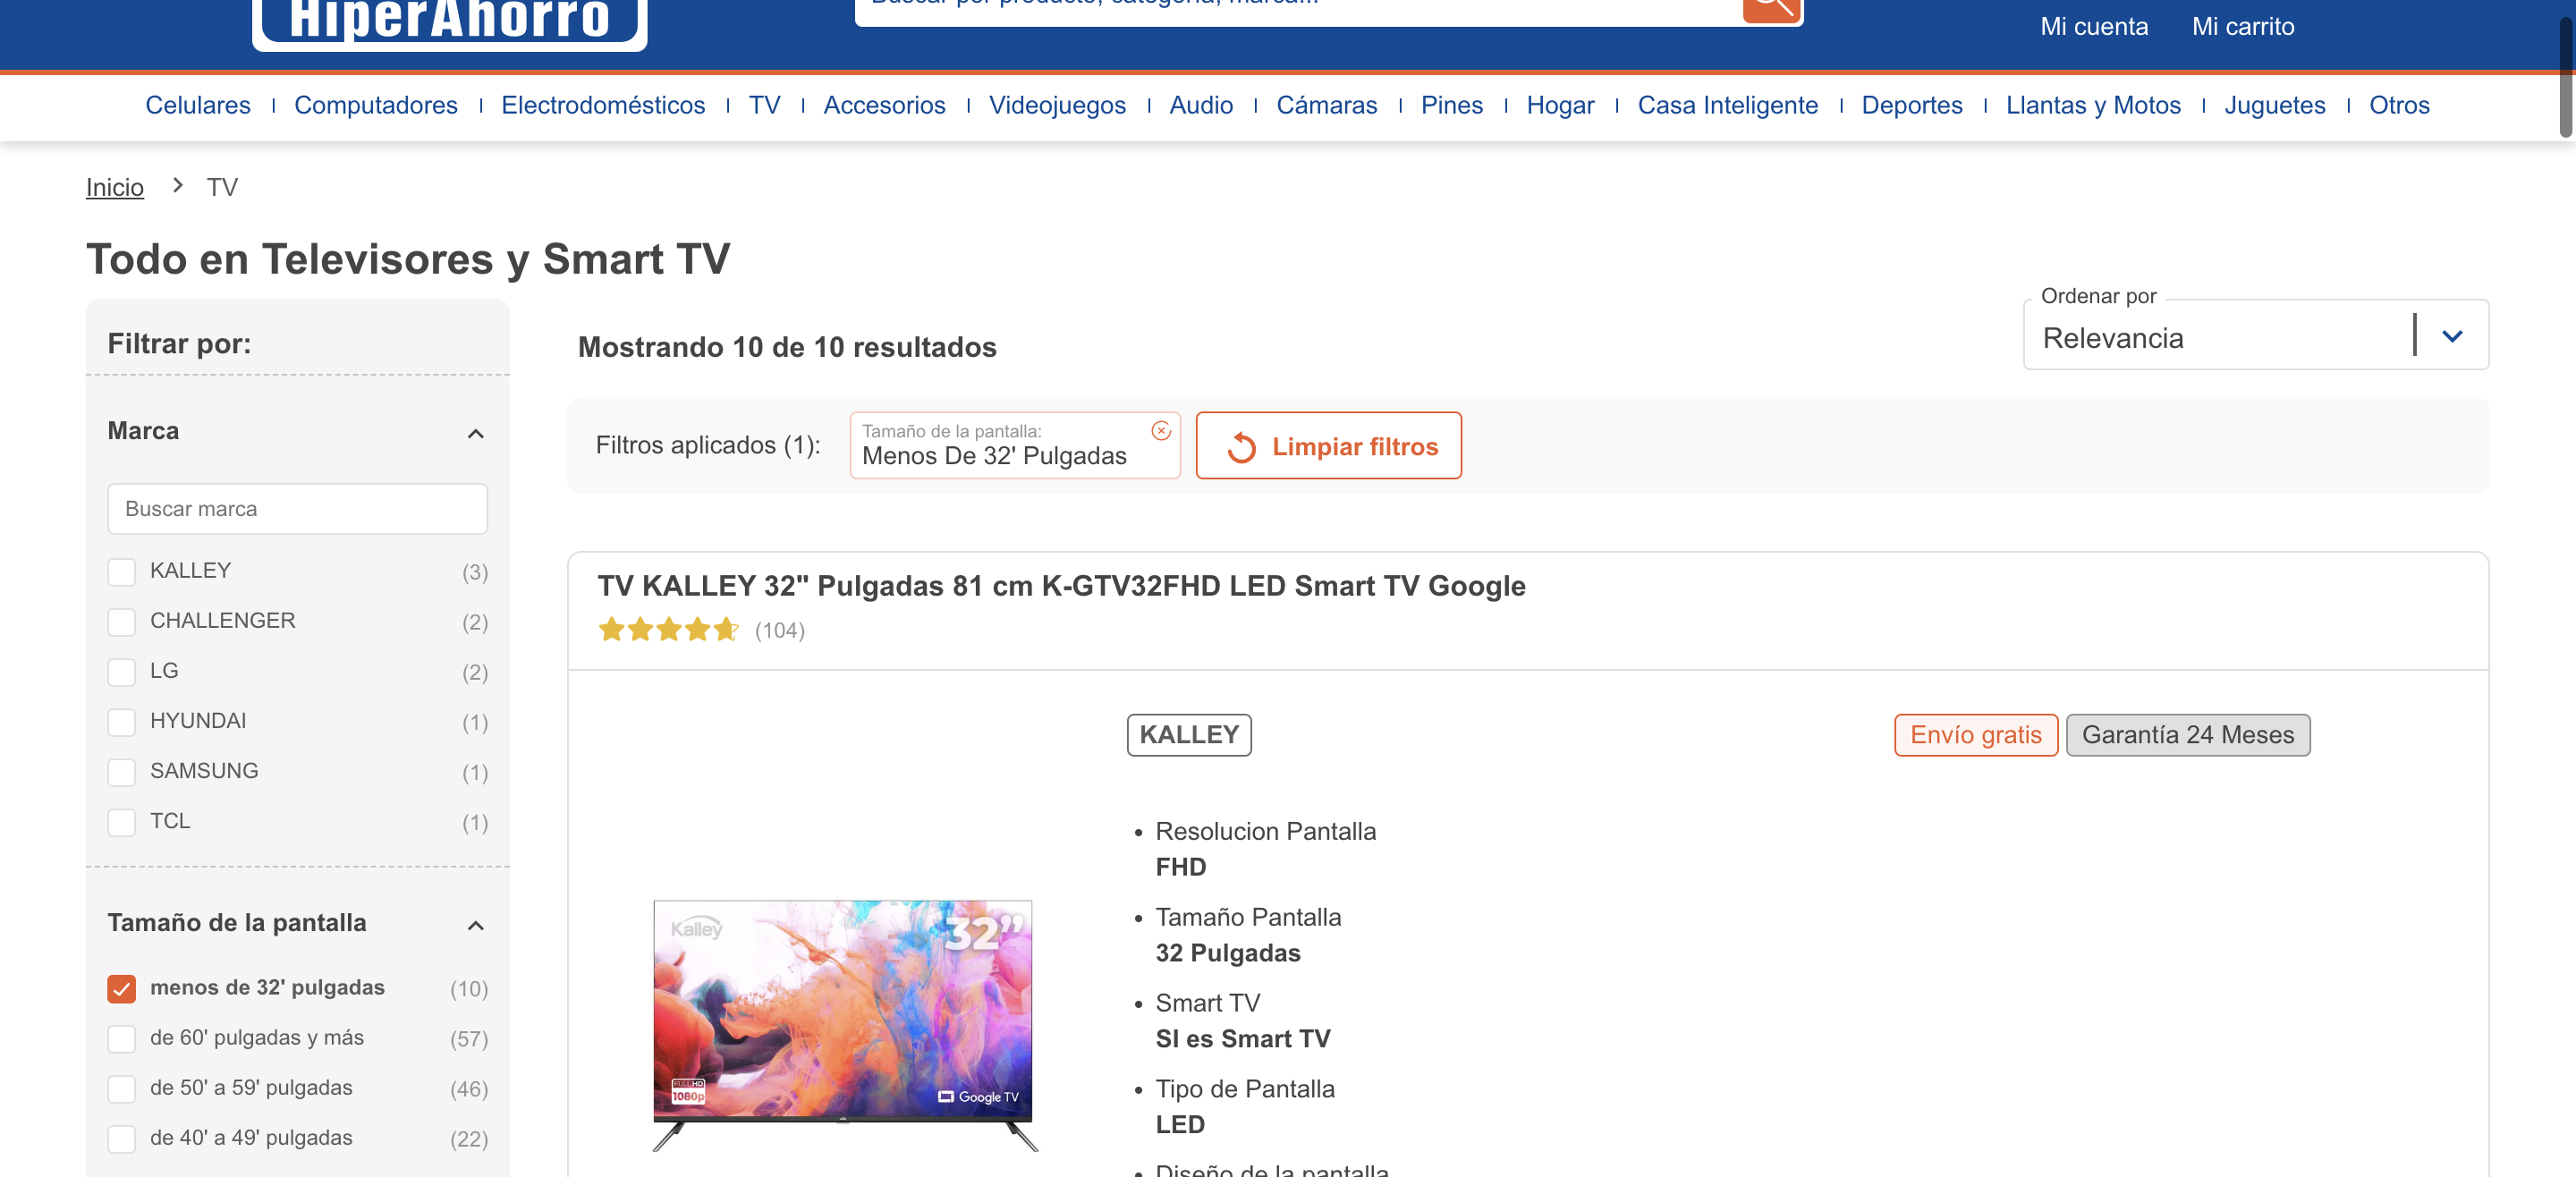 HiperAhorro
Buscar por producto, categoría, marca...
Mi cuenta
Mi carrito
Celulares
Computadores
Electrodomésticos
TV
Accesorios
Videojuegos
Audio
Cámaras
Pines
Hogar
Casa Inteligente
Deportes
Llantas y Motos
Juguetes
Otros
Inicio > TV
Todo en Televisores y Smart TV
Filtrar por:
Marca
Buscar marca
KALLEY (3)
CHALLENGER (2)
LG (2)
HYUNDAI (1)
SAMSUNG (1)
TCL (1)
Tamaño de la pantalla
menos de 32' pulgadas (10)
de 60' pulgadas y más (57)
de 50' a 59' pulgadas (46)
de 40' a 49' pulgadas (22)
Mostrando 10 de 10 resultados
Ordenar por
Relevancia
Filtros aplicados (1):
Tamaño de la pantalla:
Menos De 32' Pulgadas
Limpiar filtros
TV KALLEY 32" Pulgadas 81 cm K-GTV32FHD LED Smart TV Google
(104)
KALLEY
Envío gratis
Garantía 24 Meses
Kalley
32”
FULL HD
1080p
Google TV
• Resolucion Pantalla
FHD
• Tamaño Pantalla
32 Pulgadas
• Smart TV
SI es Smart TV
• Tipo de Pantalla
LED
• Diseño de la pantalla